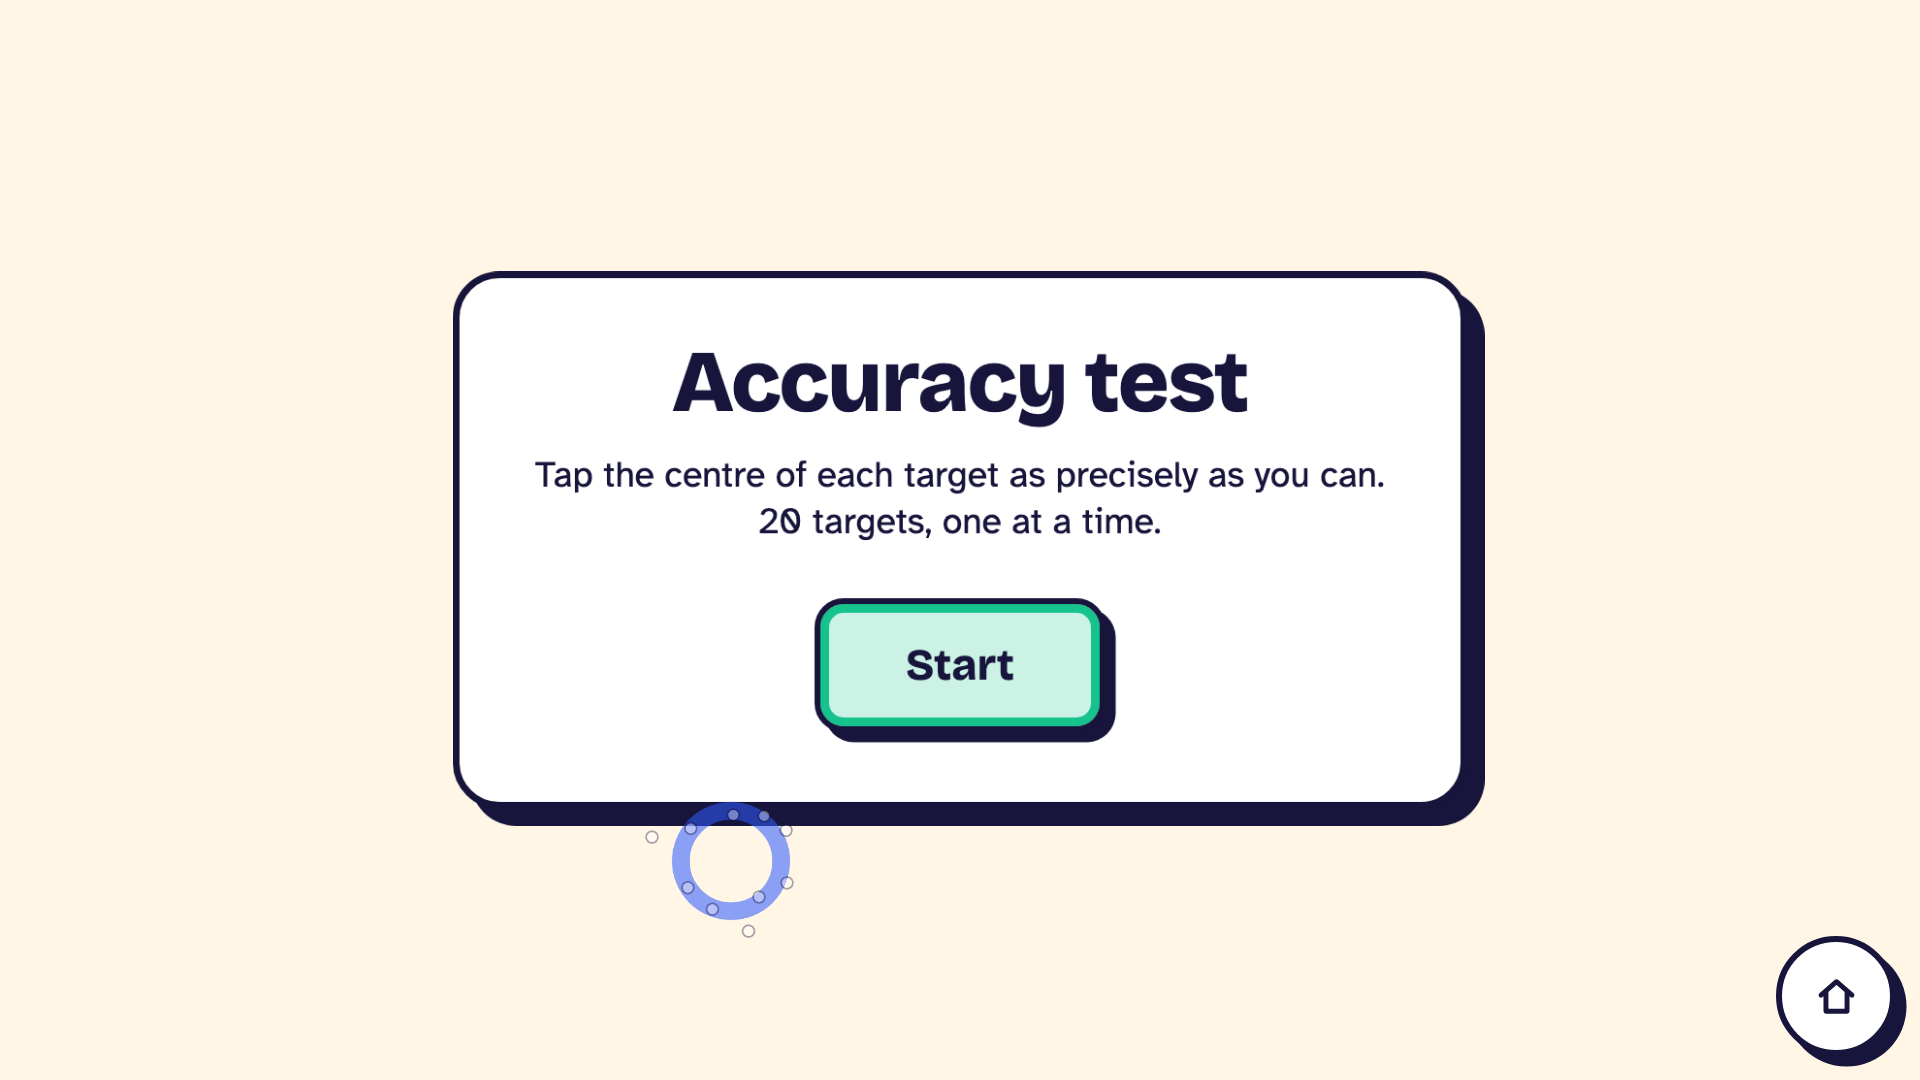 Accuracy test
Tap the centre of each target as precisely as you can.
20 targets, one at a time.
Start